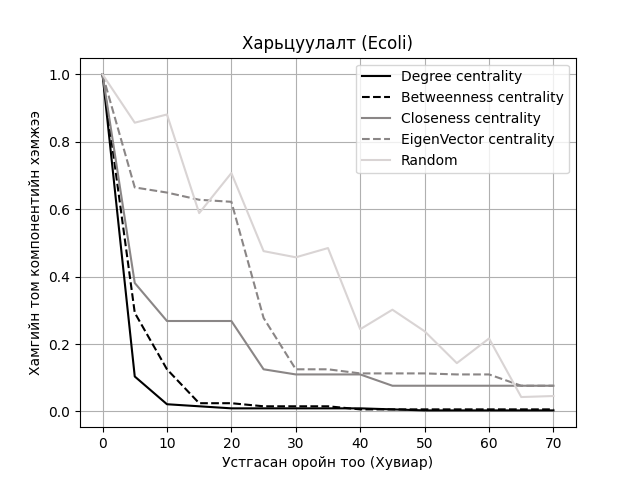 Харьцуулалт (Ecoli)
Хамгийн том компонентийн хэмжээ
1.0
0.8
0.6
0.4
0.2
0.0
Degree centrality
Betweenness centrality
Closeness centrality
EigenVector centrality
Random
0 10 20 30 40 50 60 70
Устгасан оройн тоо (Хувиар)